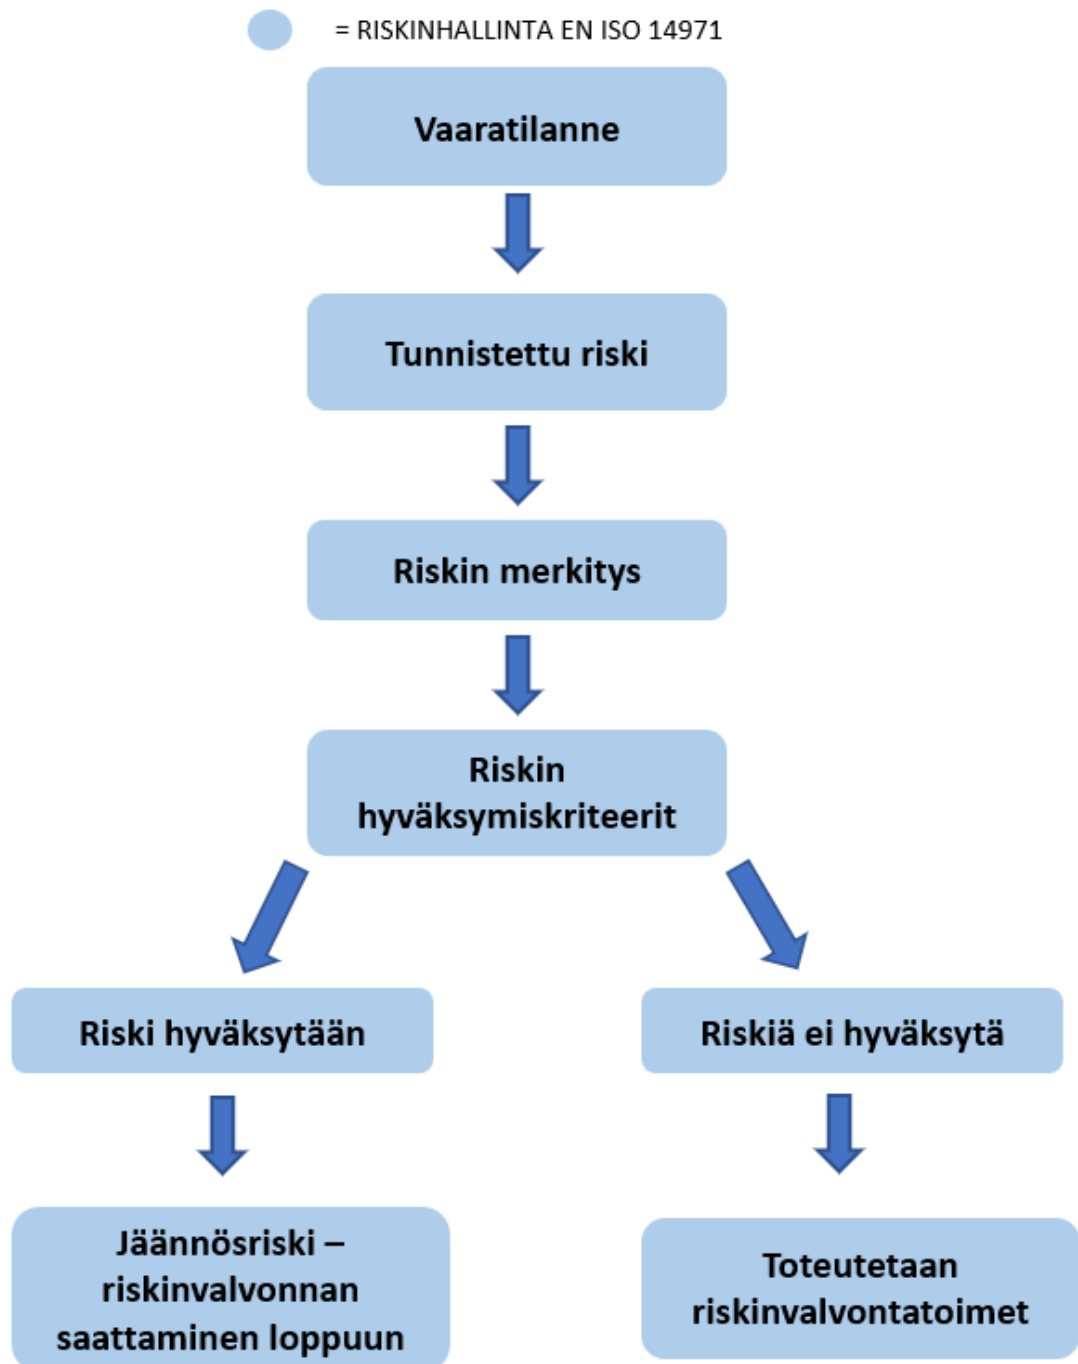 = RISKINHALLINTA EN ISO 14971
Vaaratilanne
Tunnistettu riski
Riskin merkitys
Riskin
hyväksymiskriteerit
Riski hyväksytään
Riskiä ei hyväksytä
Jäännösriski –
riskinvalvonnan
saattaminen loppuun
Toteutetaan
riskinvalvontatoimet